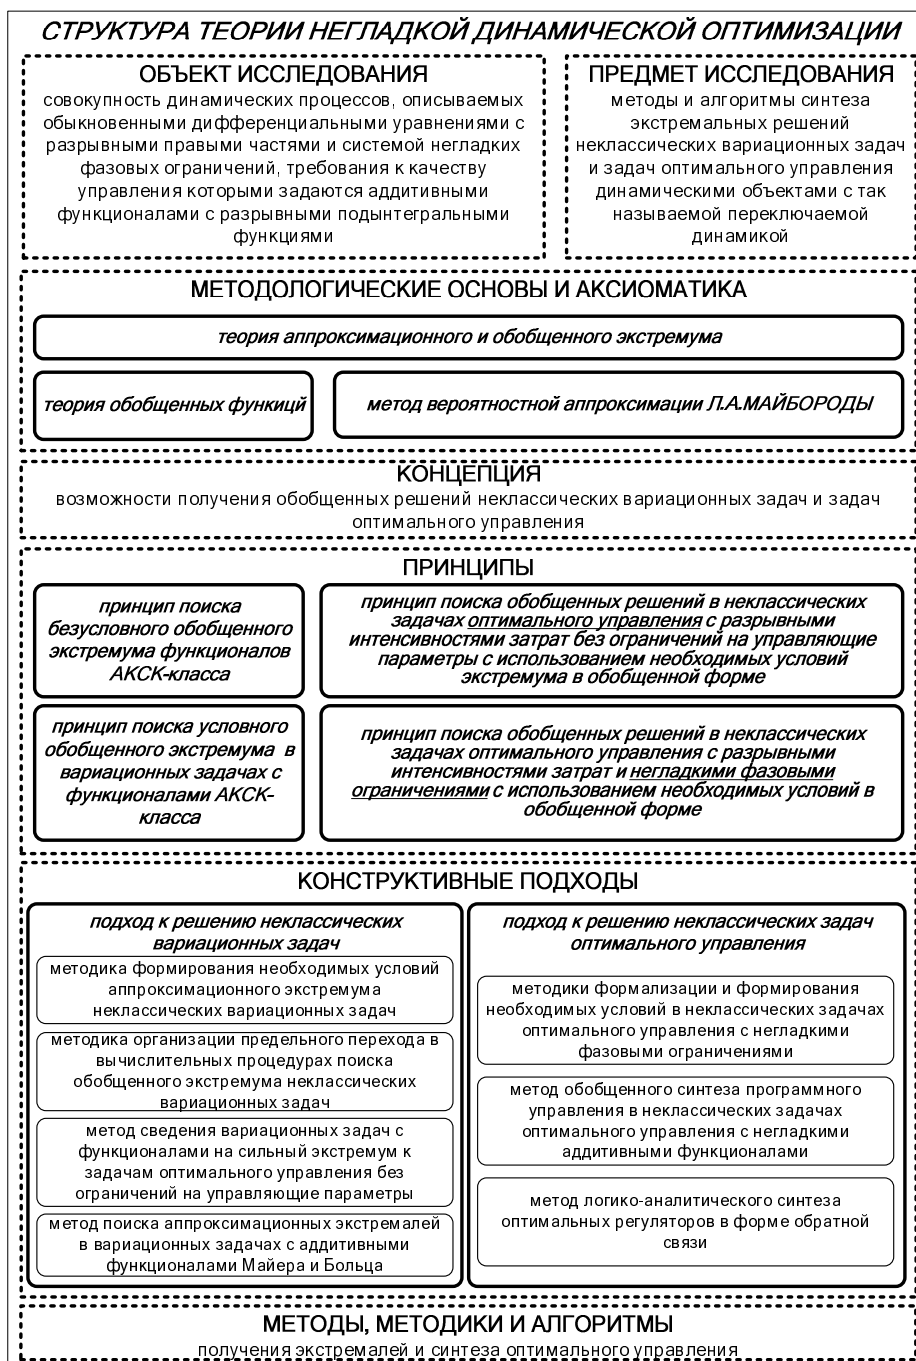 СТРУКТУРА ТЕОРИИ НЕГЛАДКОЙ ДИНАМИЧЕСКОЙ ОПТИМИЗАЦИИ
ОБЪЕКТ ИССЛЕДОВАНИЯ
совокупность динамических процессов, описываемых
обыкновенными дифференциальными уравнениями с
разрывными правыми частями и системой негладких
фазовых ограничений, требования к качеству
управления которыми задаются аддитивными
функционалами с разрывными подынтегральными
функциями
ПРЕДМЕТ ИССЛЕДОВАНИЯ
методы и алгоритмы синтеза
экстремальных решений
неклассических вариационных задач
и задач оптимального управления
динамическими объектами с так
называемой переключаемой
динамикой
МЕТОДОЛОГИЧЕСКИЕ ОСНОВЫ И АКСИОМАТИКА
теория аппроксимационного и обобщенного экстремума
теория обобщенных функицй
метод вероятностной аппроксимации Л.А.МАЙБОРОДЫ
КОНЦЕПЦИЯ
возможности получения обобщенных решений неклассических вариационных задач и задач
оптимального управления
ПРИНЦИПЫ
принцип поиска
безусловного обобщенного
экстремума функционалов
АКСК-класса
принцип поиска обобщенных решений в неклассических
задачах оптимального управления с разрывными
интенсивностями затрат без ограничений на управляющие
параметры с использованием необходимых условий
экстремума в обобщенной форме
принцип поиска условного
обобщенного экстремума в
вариационных задачах с
функционалами АКСК-
класса
принцип поиска обобщенных решений в неклассических
задачах оптимального управления с разрывными
интенсивностями затрат и негладкими фазовыми
ограничениями с использованием необходимых условий в
обобщенной форме
КОНСТРУКТИВНЫЕ ПОДХОДЫ
подход к решению неклассических
вариационных задач
методика формирования необходимых условий
аппроксимационного экстремума
неклассических вариационных задач
методика организации предельного перехода в
вычислительных процедурах поиска
обобщенного экстремума неклассических
вариационных задач
метод сведения вариационных задач с
функционалами на сильный экстремум к
задачам оптимального управления без
ограничений на управляющие параметры
метод поиска аппроксимационных экстремалей
в вариационных задачах с аддитивными
функционалами Майера и Больца
подход к решению неклассических задач
оптимального управления
методики формализации и формирования
необходимых условий в неклассических задачах
оптимального управления с негладкими
фазовыми ограничениями
метод обобщенного синтеза программного
управления в неклассических задачах
оптимального управления с негладкими
аддитивными функционалами
метод логико-аналитического синтеза
оптимальных регуляторов в форме обратной
связи
МЕТОДЫ, МЕТОДИКИ И АЛГОРИТМЫ
получения экстремалей и синтеза оптимального управления